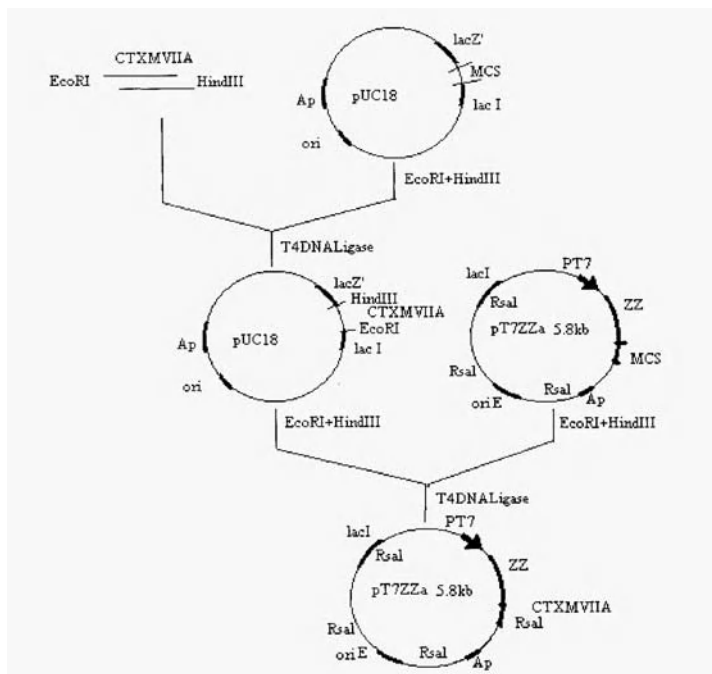 CTXMVIIA
EcoRI
HindIII
lacZ'
MCS
Ap
pUC18
lac I
ori
EcoRI+HindIII
T4DNALigase
lacZ'
HindIII
CTXMVIIA
EcoRI
Ap
pUC18
lac I
ori
EcoRI+HindIII
PT7
lacI
RsaI
ZZ
pT7ZZa 5.8kb
MCS
RsaI
RsaI
oriE
Ap
EcoRI+HindIII
T4DNALigase
PT7
lacI
RsaI
ZZ
pT7ZZa 5.8kb
CTXMVIIA
RsaI
RsaI
oriE
RsaI
Ap